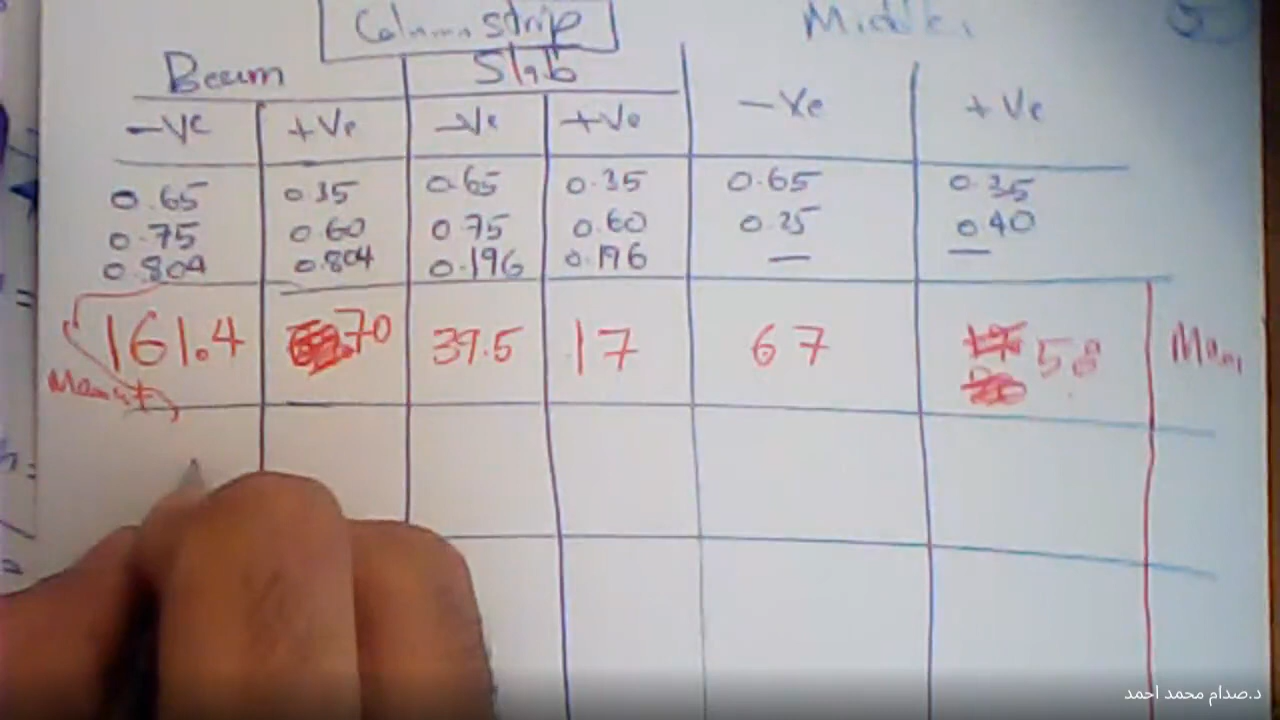 Column strip
Beam Slab
-Ve +Ve -Ve +Ve -Ve +Ve
0.65 0.35 0.65 0.35 0.65 0.35
0.75 0.60 0.75 0.60 0.25 0.40
0.804 0.804 0.196 0.196 — —
161.4 70 39.5 17 67 58
د.صدام محمد احمد